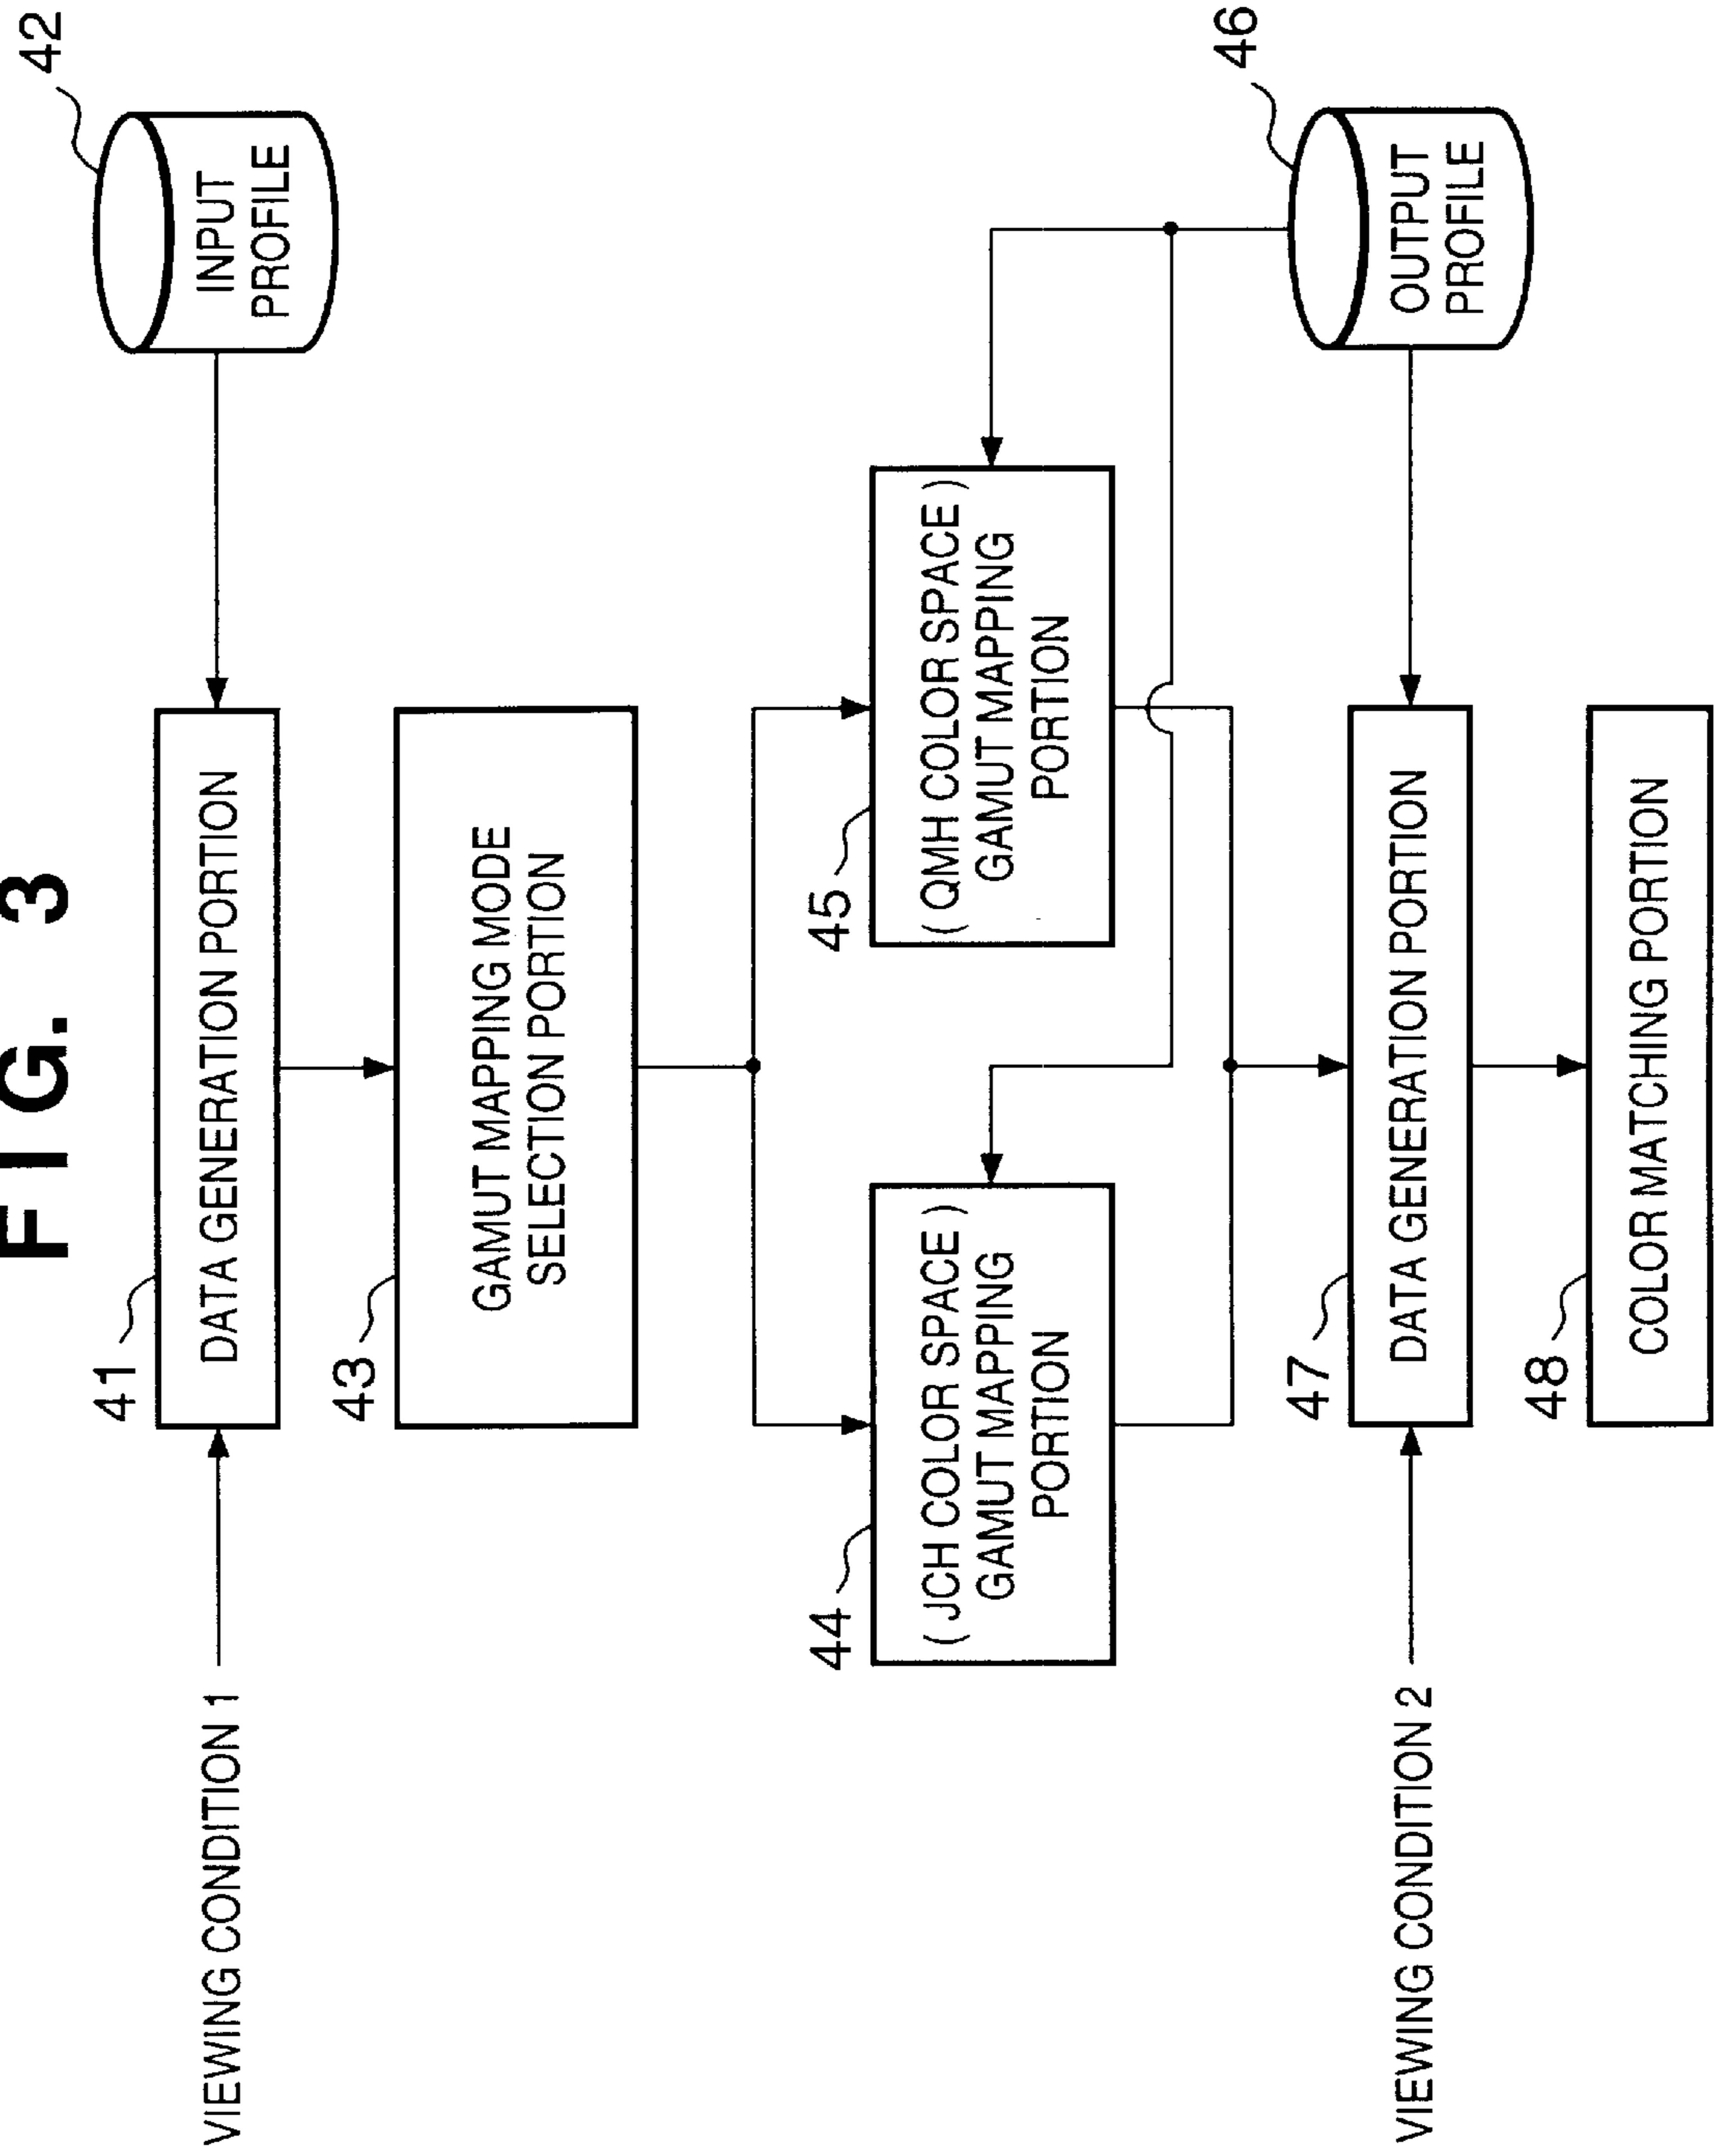 FIG. 3
41
DATA GENERATION PORTION
VIEWING CONDITION 1
42
INPUT
PROFILE
43
GAMUT MAPPING MODE
SELECTION PORTION
44
( JCH COLOR SPACE )
GAMUT MAPPING
PORTION
45
( QMH COLOR SPACE )
GAMUT MAPPING
PORTION
46
OUTPUT
PROFILE
47
DATA GENERATION PORTION
VIEWING CONDITION 2
48
COLOR MATCHING PORTION